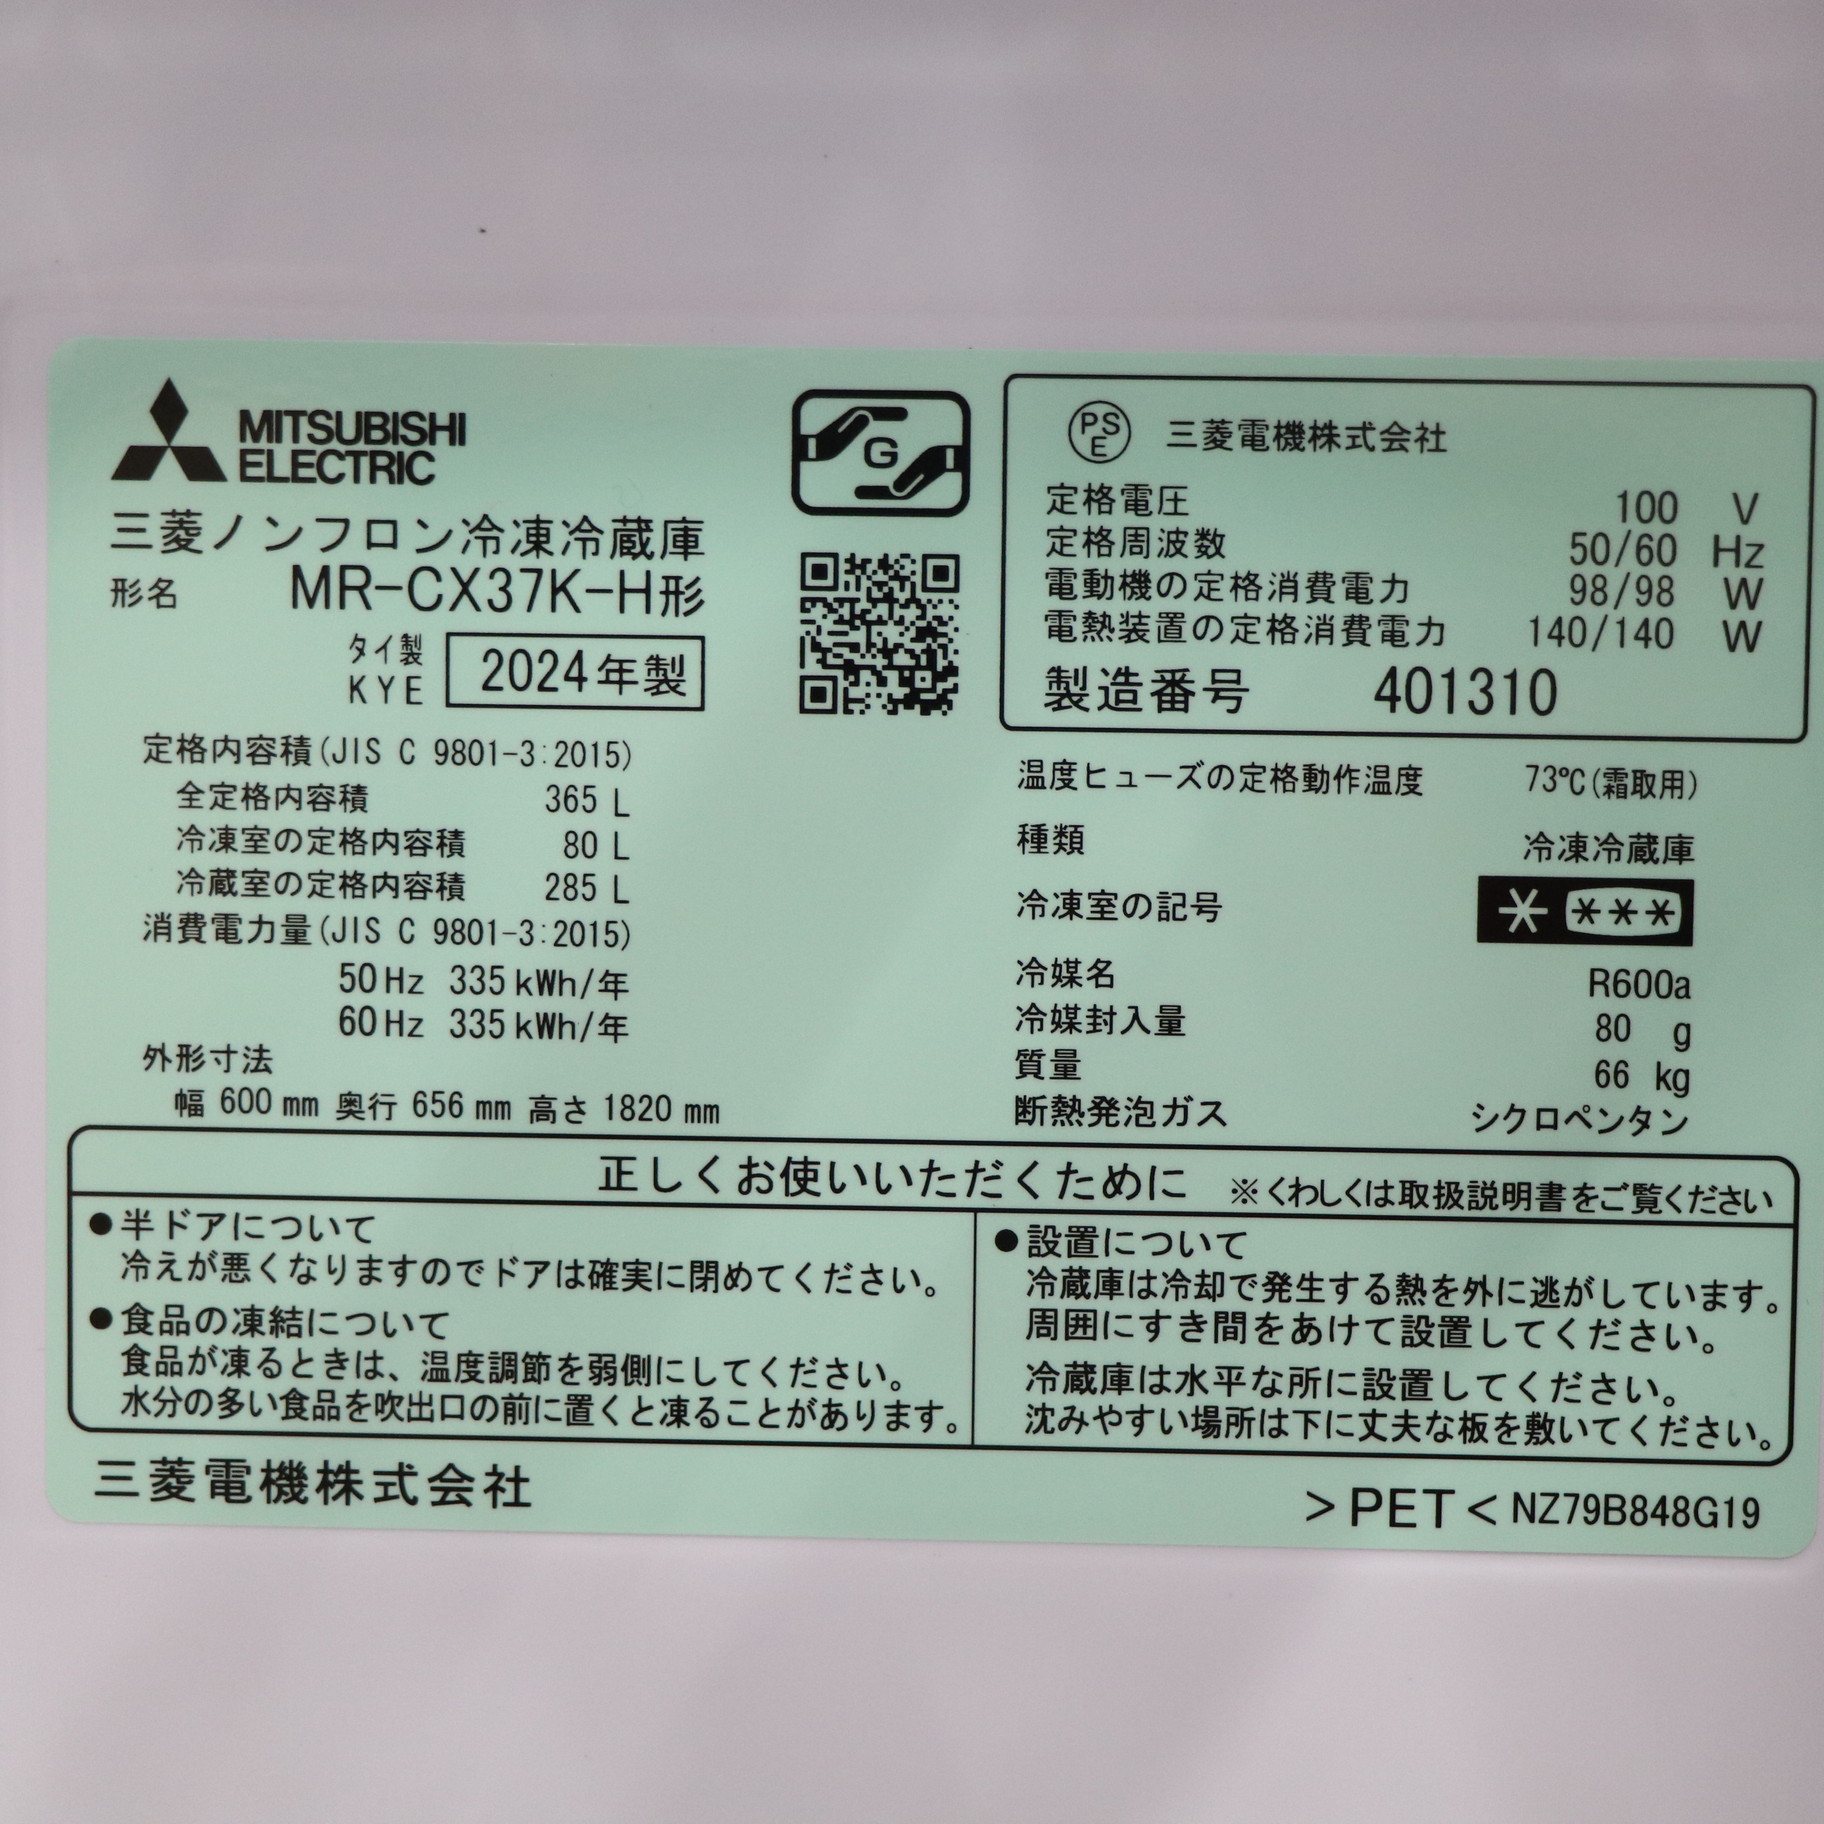 MITSUBISHI
ELECTRIC
三菱ノンフロン冷凍冷蔵庫
形名 MR-CX37K-H形
タイ製
KYE
2024年製
定格内容積(JIS C 9801-3:2015)
全定格内容積 365 L
冷凍室の定格内容積 80 L
冷蔵室の定格内容積 285 L
消費電力量(JIS C 9801-3:2015)
50Hz 335kWh/年
60Hz 335kWh/年
外形寸法
幅 600 mm 奥行 656 mm 高さ 1820 mm
G
PS
E
三菱電機株式会社
定格電圧 100 V
定格周波数 50/60 Hz
電動機の定格消費電力 98/98 W
電熱装置の定格消費電力 140/140 W
製造番号 401310
温度ヒューズの定格動作温度 73℃(霜取用)
種類 冷凍冷蔵庫
冷凍室の記号 * ***
冷媒名 R600a
冷媒封入量 80 g
質量 66 kg
断熱発泡ガス シクロペンタン
正しくお使いいただくために ※くわしくは取扱説明書をご覧ください
●半ドアについて
冷えが悪くなりますのでドアは確実に閉めてください。
●食品の凍結について
食品が凍るときは、温度調節を弱側にしてください。
水分の多い食品を吹出口の前に置くと凍ることがあります。
●設置について
冷蔵庫は冷却で発生する熱を外に逃がしています。
周囲にすき間をあけて設置してください。
冷蔵庫は水平な所に設置してください。
沈みやすい場所は下に丈夫な板を敷いてください。
三菱電機株式会社
>PET< NZ79B848G19